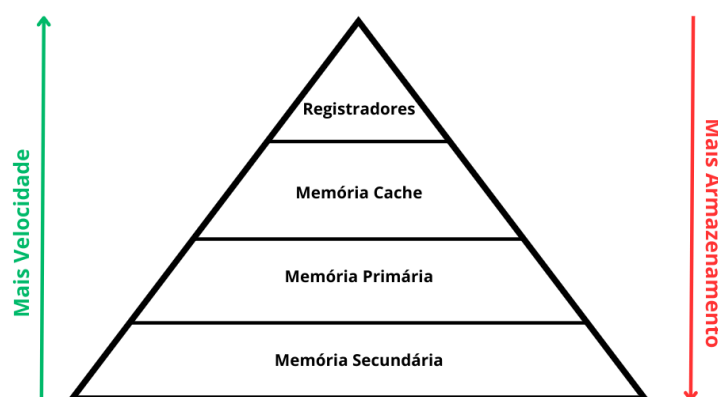 Mais Velocidade
Registradores
Memória Cache
Memória Primária
Memória Secundária
Mais Armazenamento